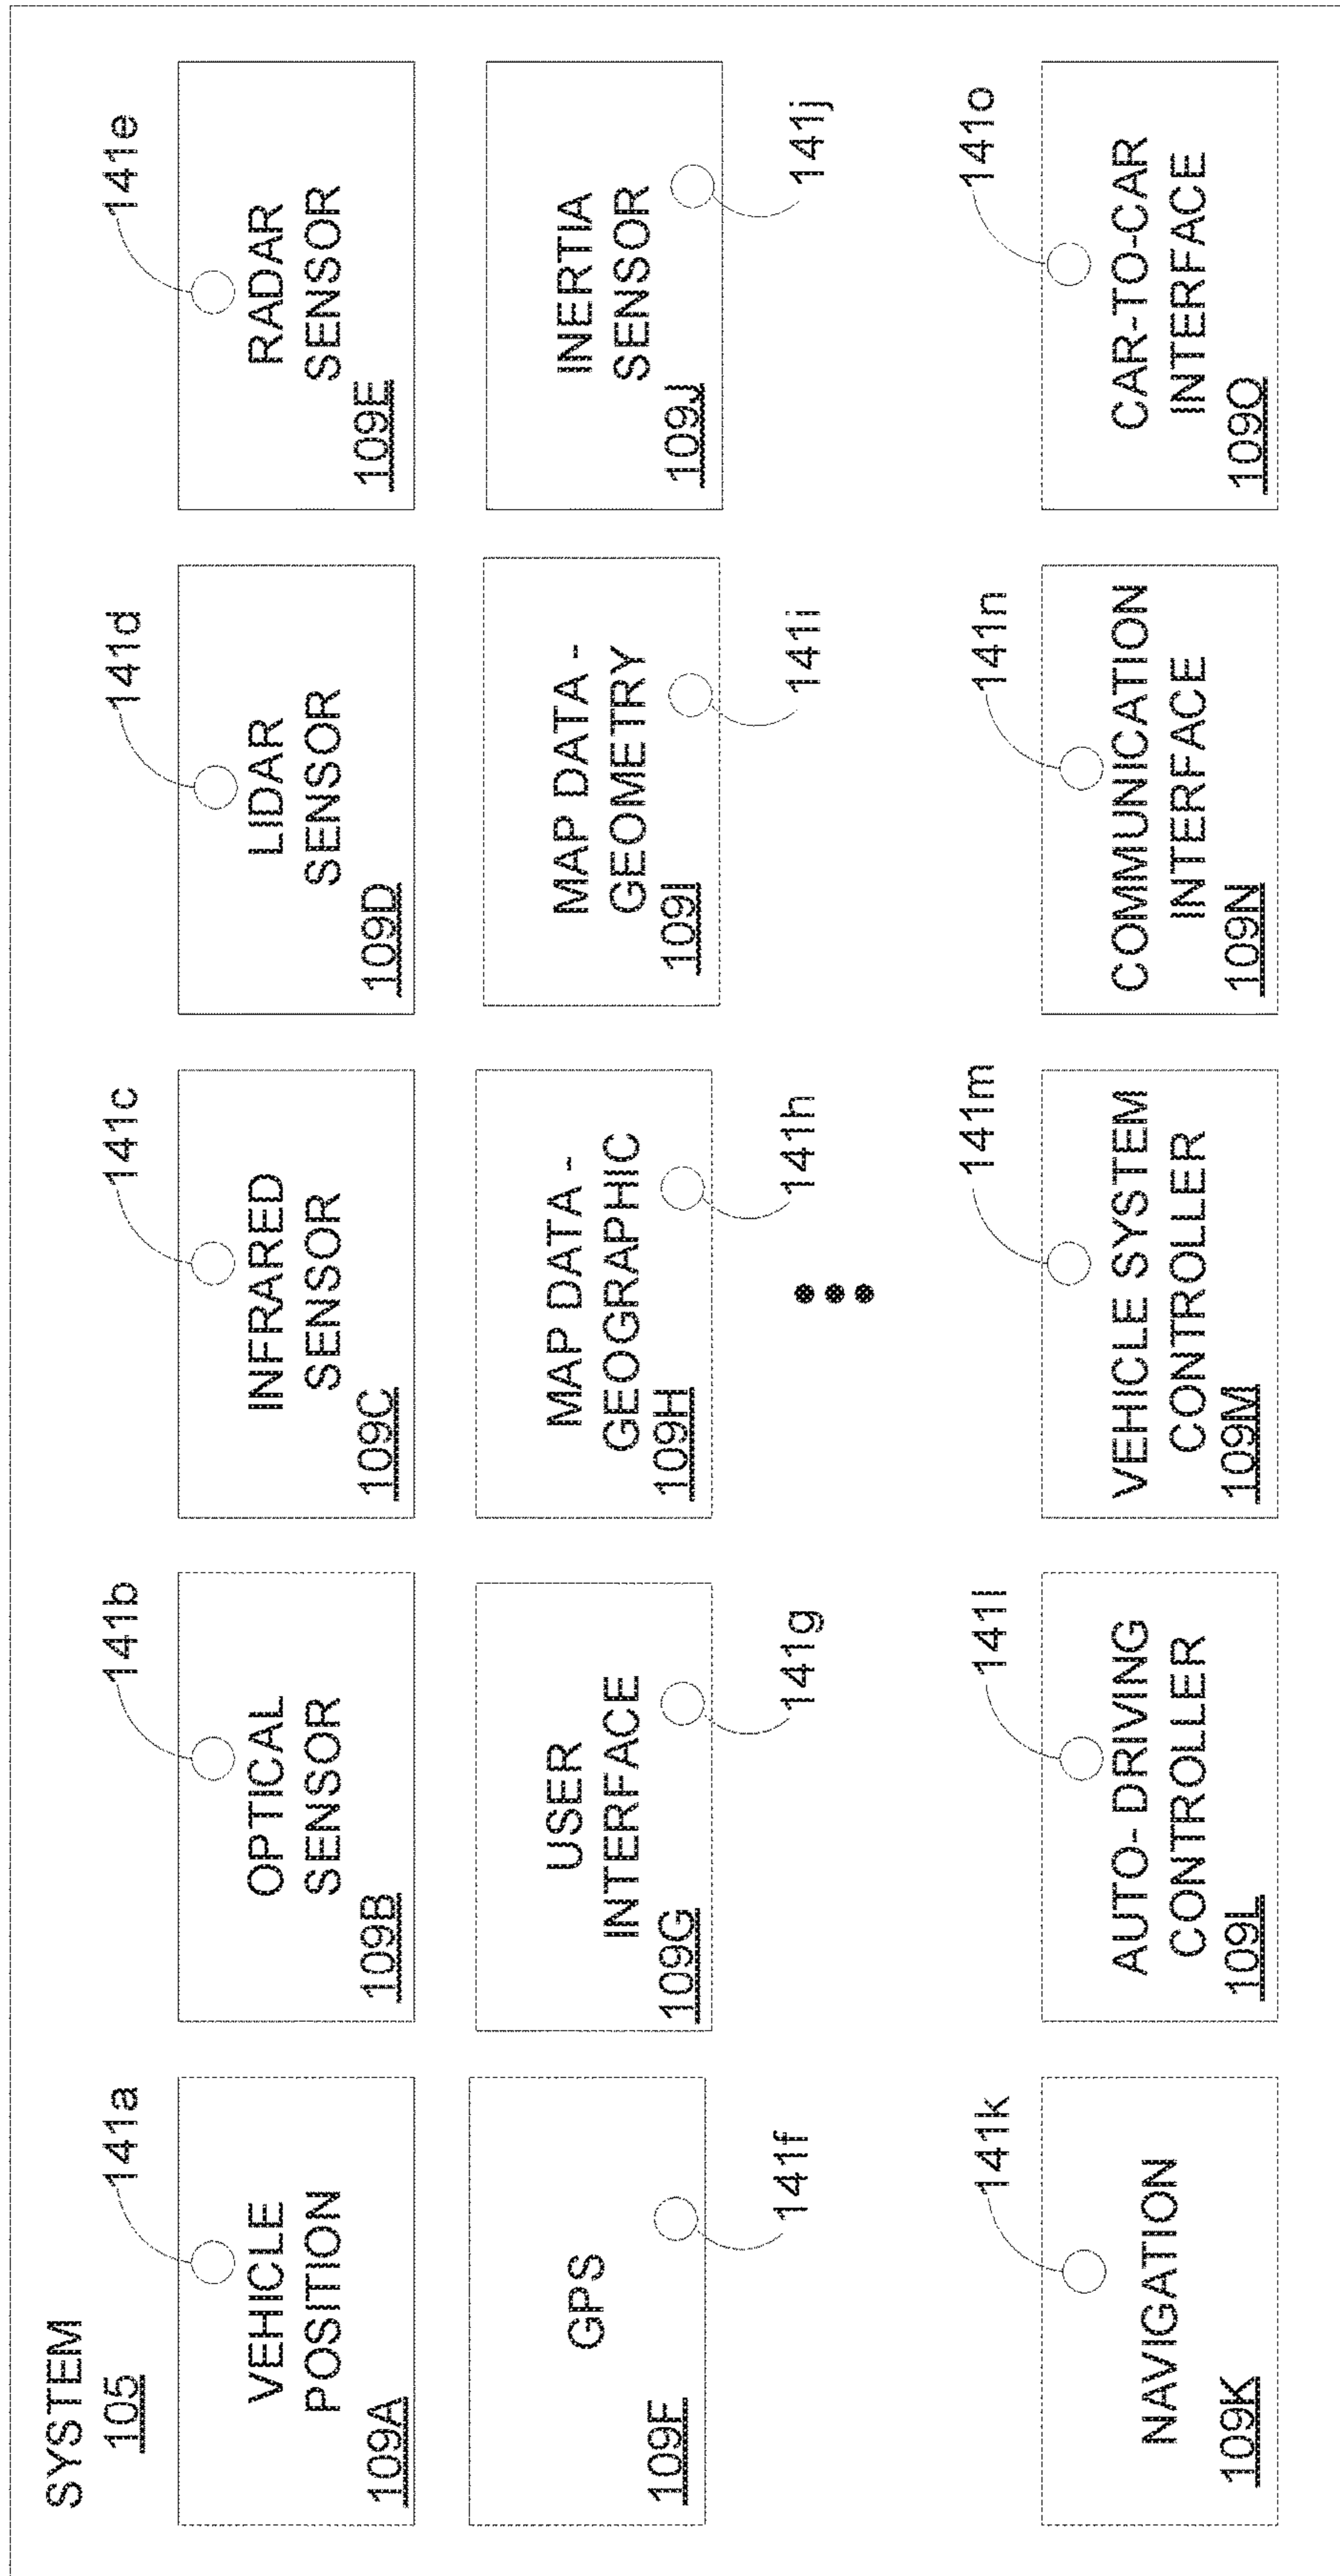 SYSTEM
105
141a
VEHICLE
POSITION
109A
141b
OPTICAL
SENSOR
109B
141c
INFRARED
SENSOR
109C
141d
LIDAR
SENSOR
109D
141e
RADAR
SENSOR
109E
GPS
109F
141f
USER
INTERFACE
109G
141g
MAP DATA -
GEOGRAPHIC
109H
141h
MAP DATA -
GEOMETRY
109I
141i
INERTIA
SENSOR
109J
141j
141k
NAVIGATION
109K
141l
AUTO- DRIVING
CONTROLLER
109L
141m
VEHICLE SYSTEM
CONTROLLER
109M
141n
COMMUNICATION
INTERFACE
109N
141o
CAR-TO-CAR
INTERFACE
109O